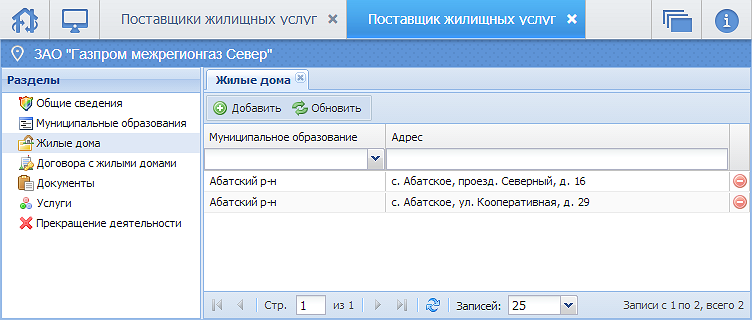 Поставщики жилищных услуг
Поставщик жилищных услуг
ЗАО "Газпром межрегионгаз Север"
Разделы
Общие сведения
Муниципальные образования
Жилые дома
Договора с жилыми домами
Документы
Услуги
Прекращение деятельности
Жилые дома
Добавить Обновить
Муниципальное образование Адрес
Абатский р-н с. Абатское, проезд. Северный, д. 16
Абатский р-н с. Абатское, ул. Кооперативная, д. 29
Стр. 1 из 1 Записей: 25 Записи с 1 по 2, всего 2